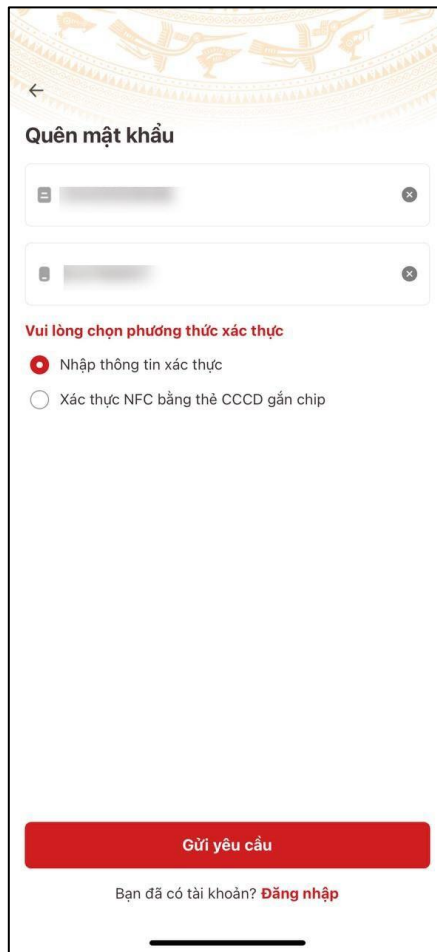 Quên mật khẩu
Vui lòng chọn phương thức xác thực
Nhập thông tin xác thực
Xác thực NFC bằng thẻ CCCD gắn chip
Gửi yêu cầu
Bạn đã có tài khoản? Đăng nhập